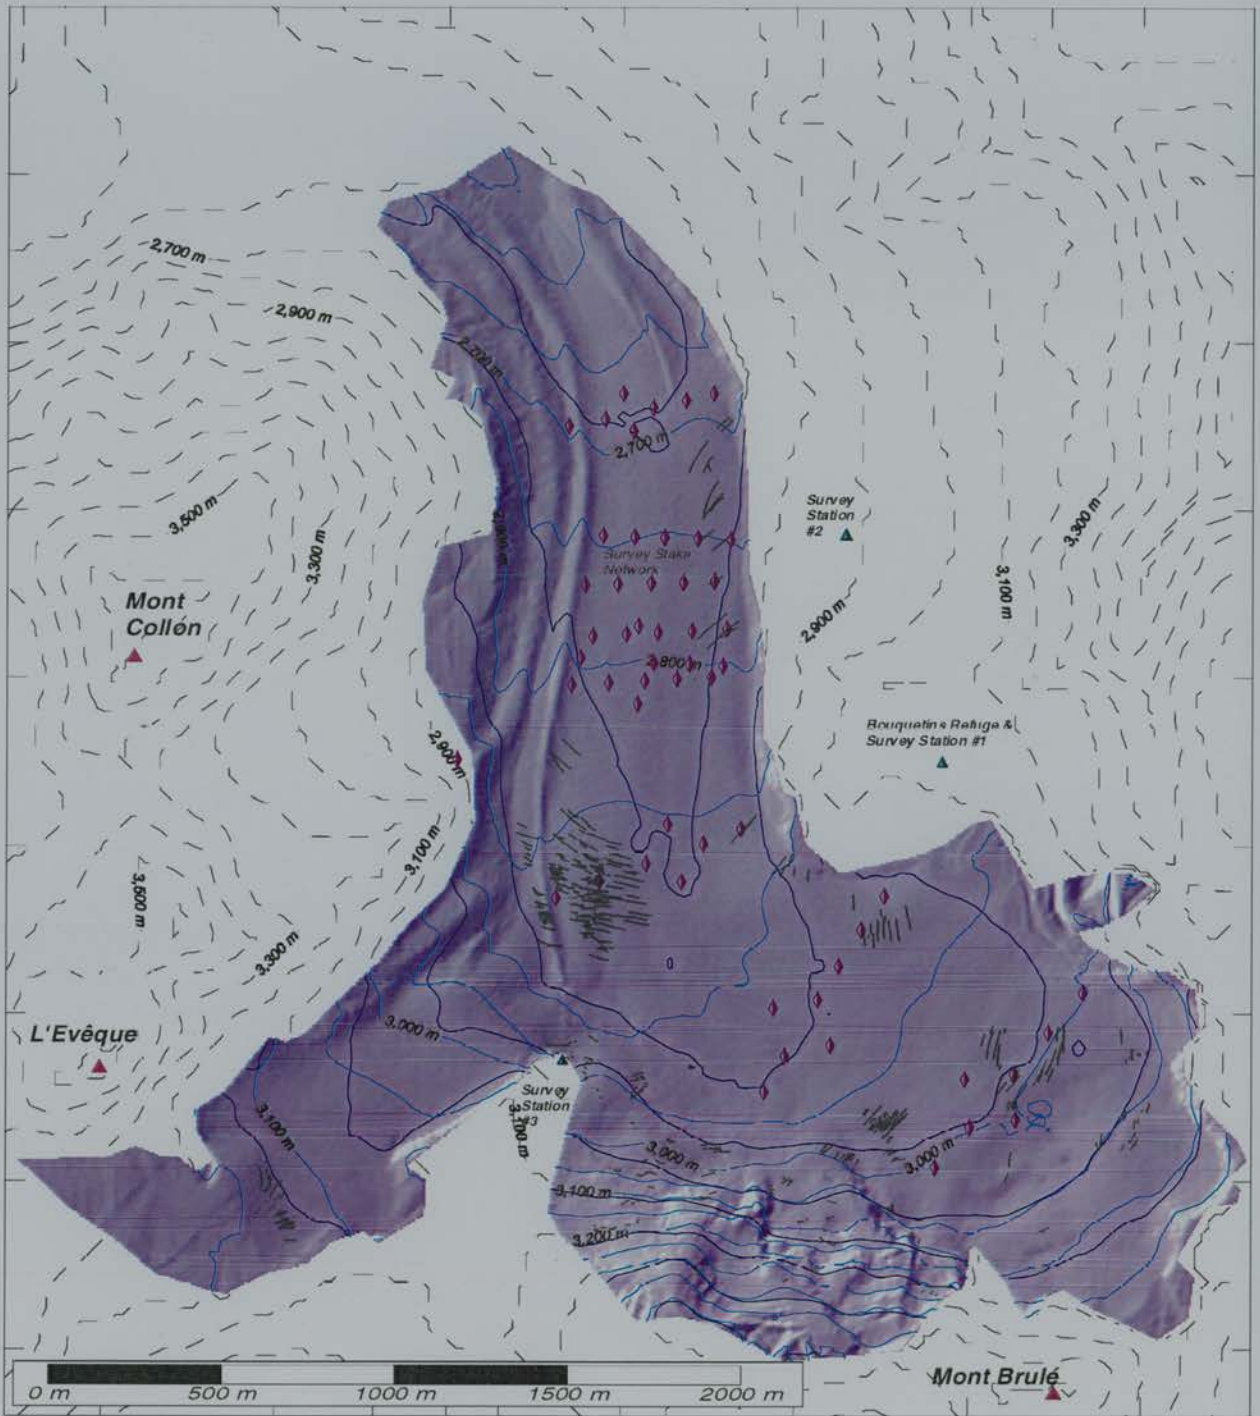 2,700 m
2,900 m
2,700 m
2,700 m
3,500 m
Survey
Station
#2
3,300 m
3,300 m
2,800 m
Survey Stake
Network
3,100 m
Mont
Collón
2,900 m
2,800 m
Bouquetins Refuge &
Survey Station #1
2,900 m
3,100 m
3,500 m
3,300 m
L'Evêque
3,000 m
Survey
Station
#3
3,100 m
3,100 m
3,000 m
3,000 m
3,100 m
3,200 m
0 m 500 m 1000 m 1500 m 2000 m
Mont Brulé